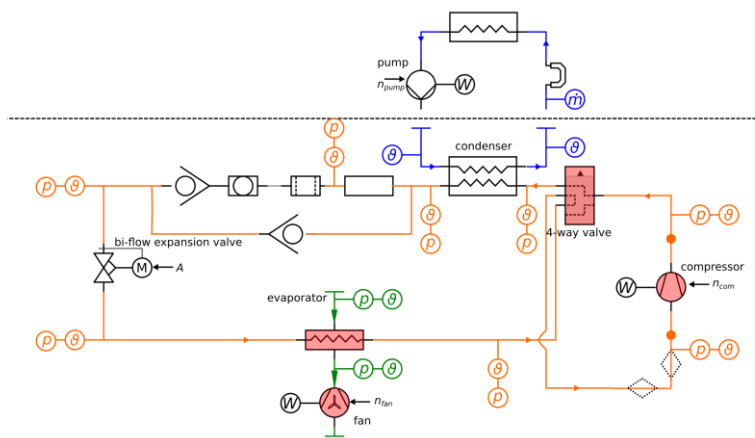 pump
n_pump
W
ṁ
p
ϑ
condenser
ϑ
ϑ
p ϑ
ϑ
p
ϑ
p
4-way valve
p ϑ
bi-flow expansion valve
M
A
compressor
W
n_com
evaporator
p ϑ
p ϑ
p ϑ
p ϑ
ϑ
p
W
n_fan
fan